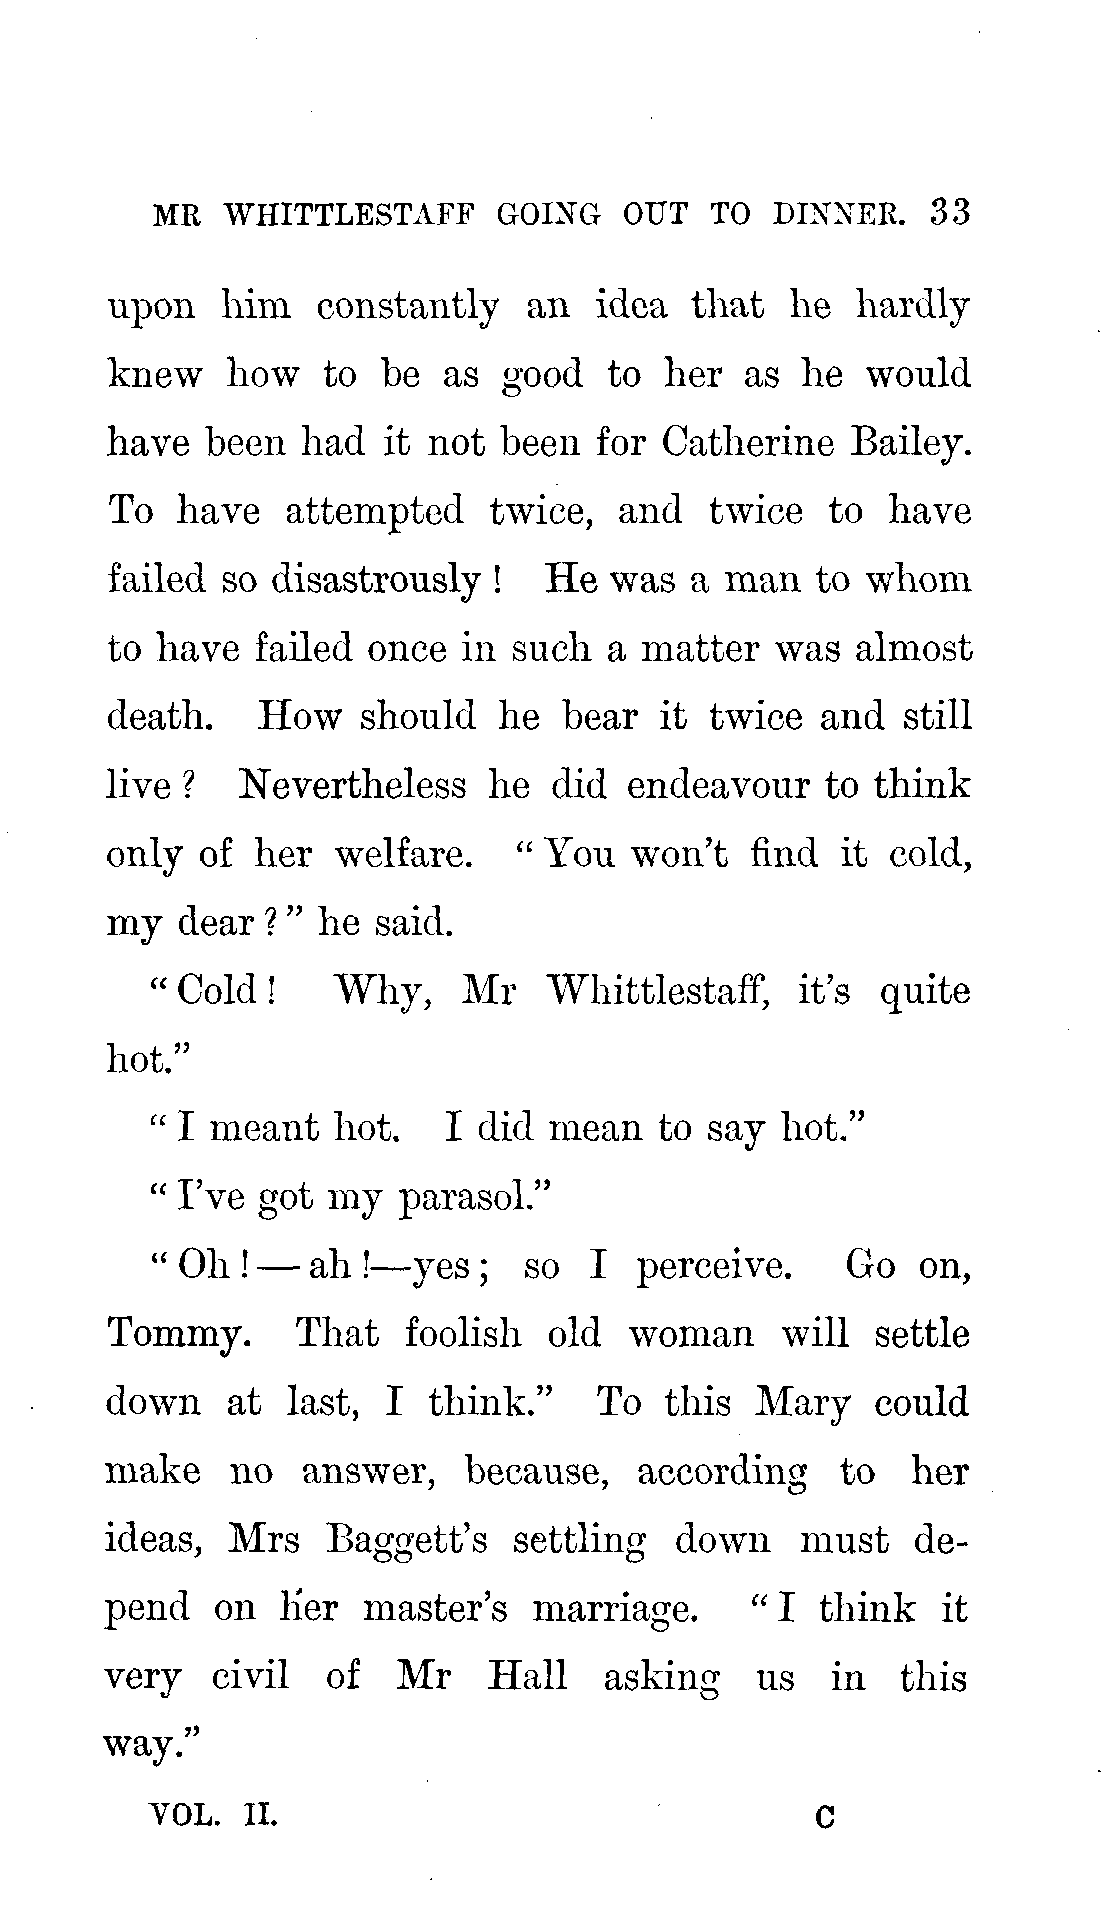 MR WHITTLESTAFF GOING OUT TO DINNER. 33
upon him constantly an idea that he hardly
knew how to be as good to her as he would
have been had it not been for Catherine Bailey.
To have attempted twice, and twice to have
failed so disastrously! He was a man to whom
to have failed once in such a matter was almost
death. How should he bear it twice and still
live? Nevertheless he did endeavour to think
only of her welfare. “You won’t find it cold,
my dear?” he said.
“Cold! Why, Mr Whittlestaff, it’s quite
hot.”
“I meant hot. I did mean to say hot.”
“I’ve got my parasol.”
“Oh!—ah!—yes; so I perceive. Go on,
Tommy. That foolish old woman will settle
down at last, I think.” To this Mary could
make no answer, because, according to her
ideas, Mrs Baggett’s settling down must de-
pend on her master’s marriage. “I think it
very civil of Mr Hall asking us in this
way.”
VOL. II. C